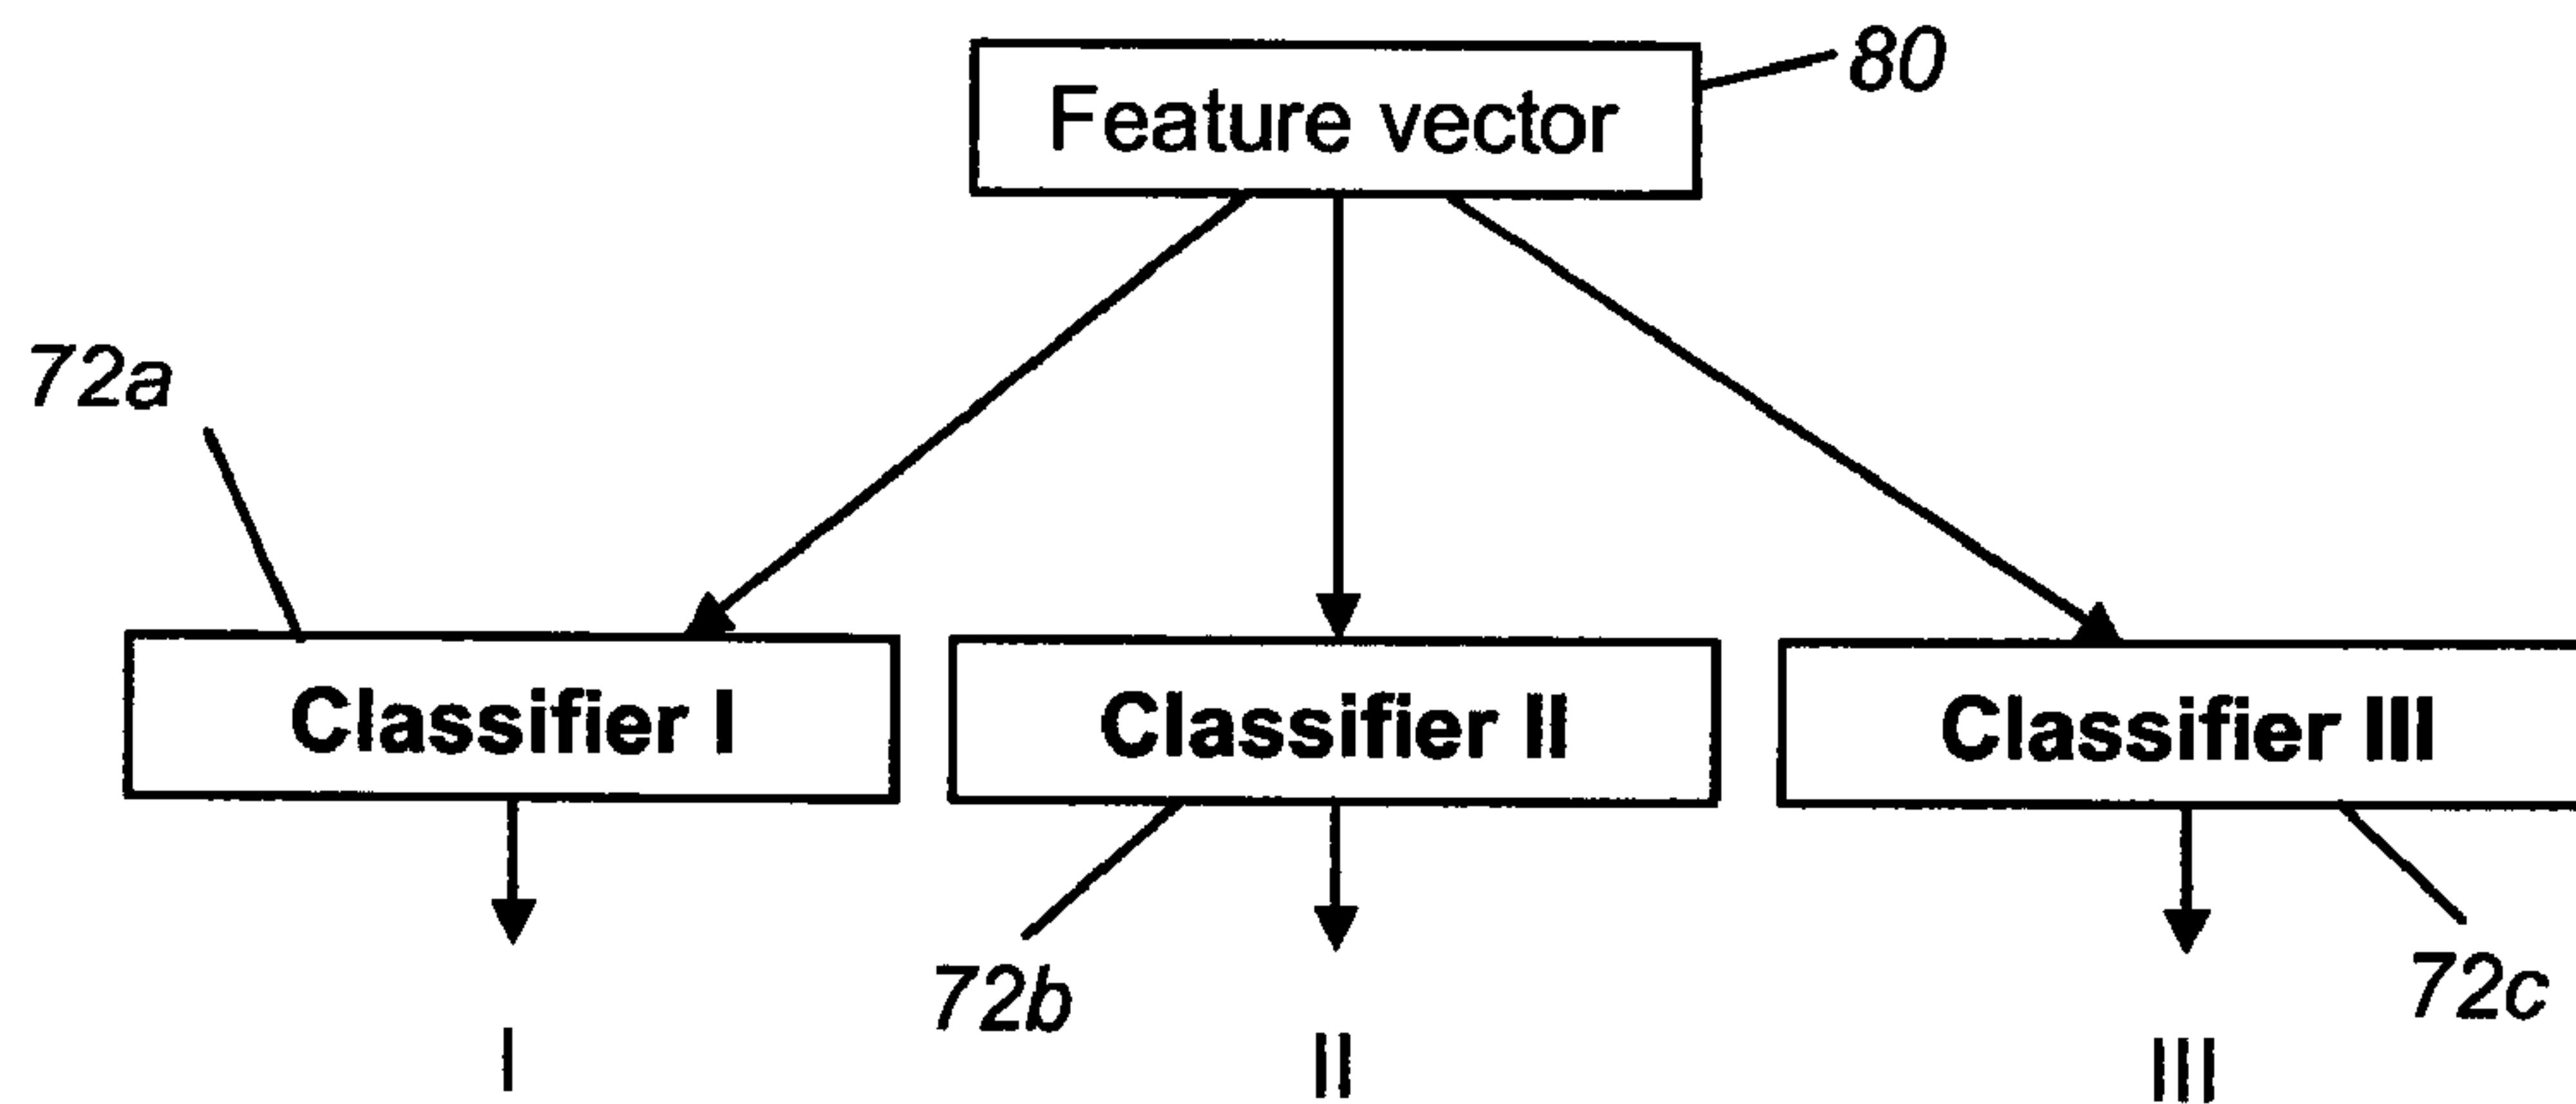 Feature vector
80
72a
Classifier I
Classifier II
Classifier III
72b
72c
I
II
III